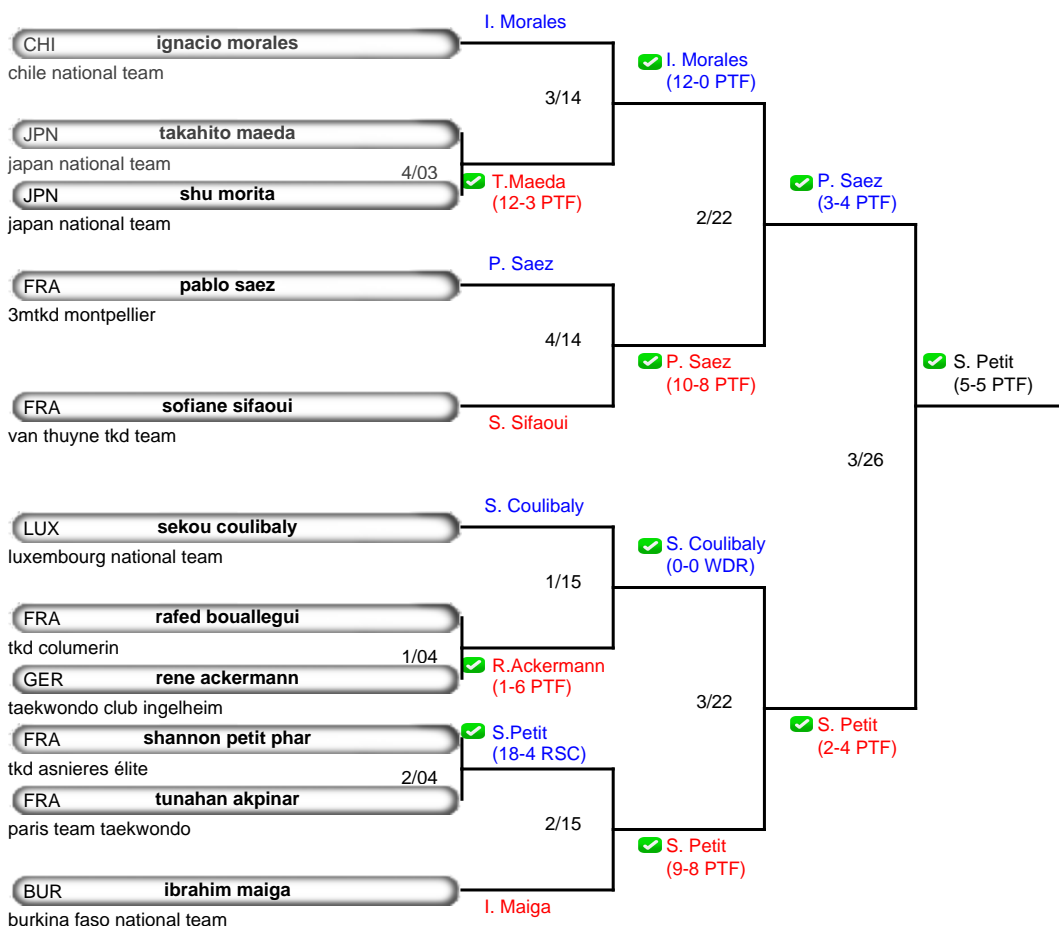 I. Morales
CHI ignacio morales
chile national team
I. Morales
(12-0 PTF)
3/14
JPN takahito maeda
japan national team
4/03
T.Maeda
(12-3 PTF)
JPN shu morita
japan national team
P. Saez
(3-4 PTF)
2/22
P. Saez
FRA pablo saez
3mtkd montpellier
4/14
P. Saez
(10-8 PTF)
S. Petit
(5-5 PTF)
FRA sofiane sifaoui
van thuyne tkd team
S. Sifaoui
3/26
S. Coulibaly
LUX sekou coulibaly
luxembourg national team
S. Coulibaly
(0-0 WDR)
1/15
FRA rafed bouallegui
tkd columerin
1/04
R.Ackermann
(1-6 PTF)
GER rene ackermann
taekwondo club ingelheim
3/22
S. Petit
(2-4 PTF)
FRA shannon petit phar
tkd asnieres élite
S.Petit
(18-4 RSC)
2/04
FRA tunahan akpinar
paris team taekwondo
2/15
S. Petit
(9-8 PTF)
BUR ibrahim maiga
burkina faso national team
I. Maiga